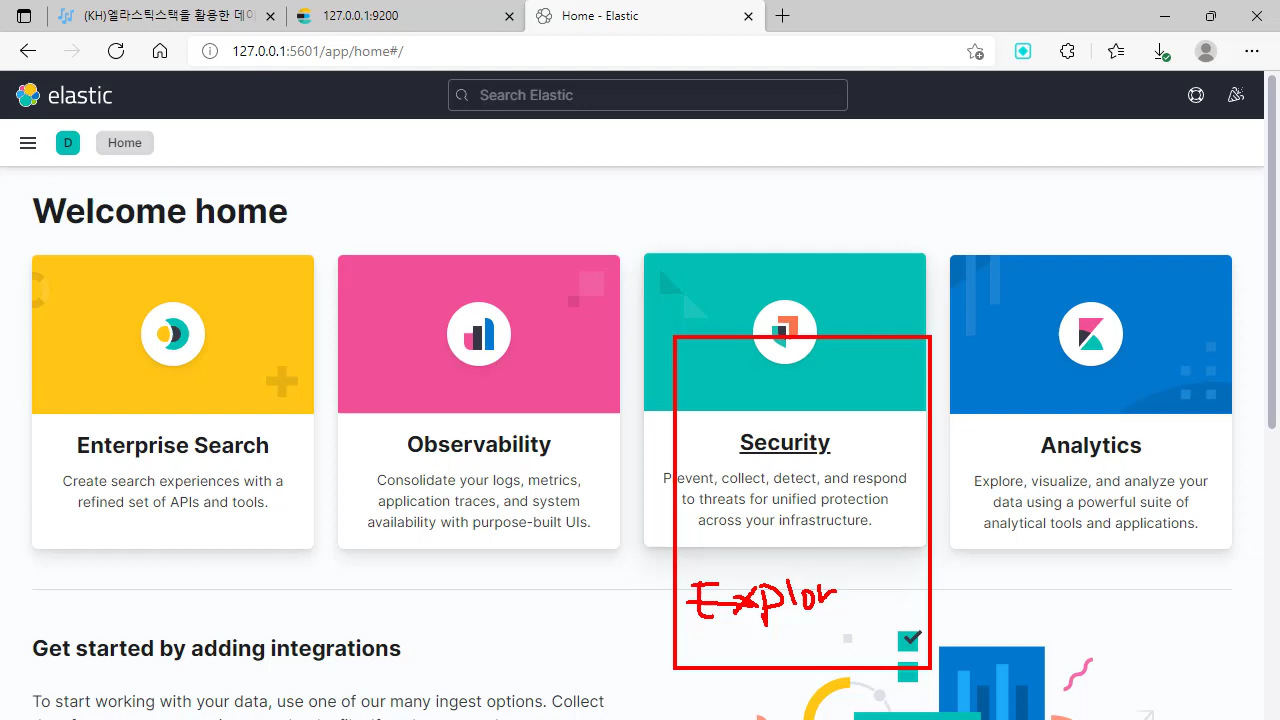 (KH)엘라스틱스택을 활용한 데이
127.0.0.1:9200
Home - Elastic
127.0.0.1:5601/app/home#/
elastic
Search Elastic
D
Home
Welcome home
Enterprise Search
Create search experiences with a
refined set of APIs and tools.
Observability
Consolidate your logs, metrics,
application traces, and system
availability with purpose-built UIs.
Security
Prevent, collect, detect, and respond
to threats for unified protection
across your infrastructure.
Analytics
Explore, visualize, and analyze your
data using a powerful suite of
analytical tools and applications.
Explor
Get started by adding integrations
To start working with your data, use one of our many ingest options. Collect